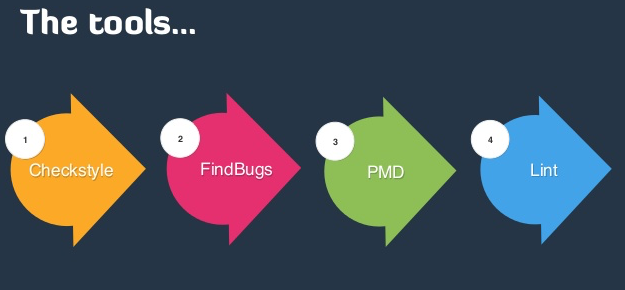 The tools...
1
Checkstyle
2
FindBugs
3
PMD
4
Lint